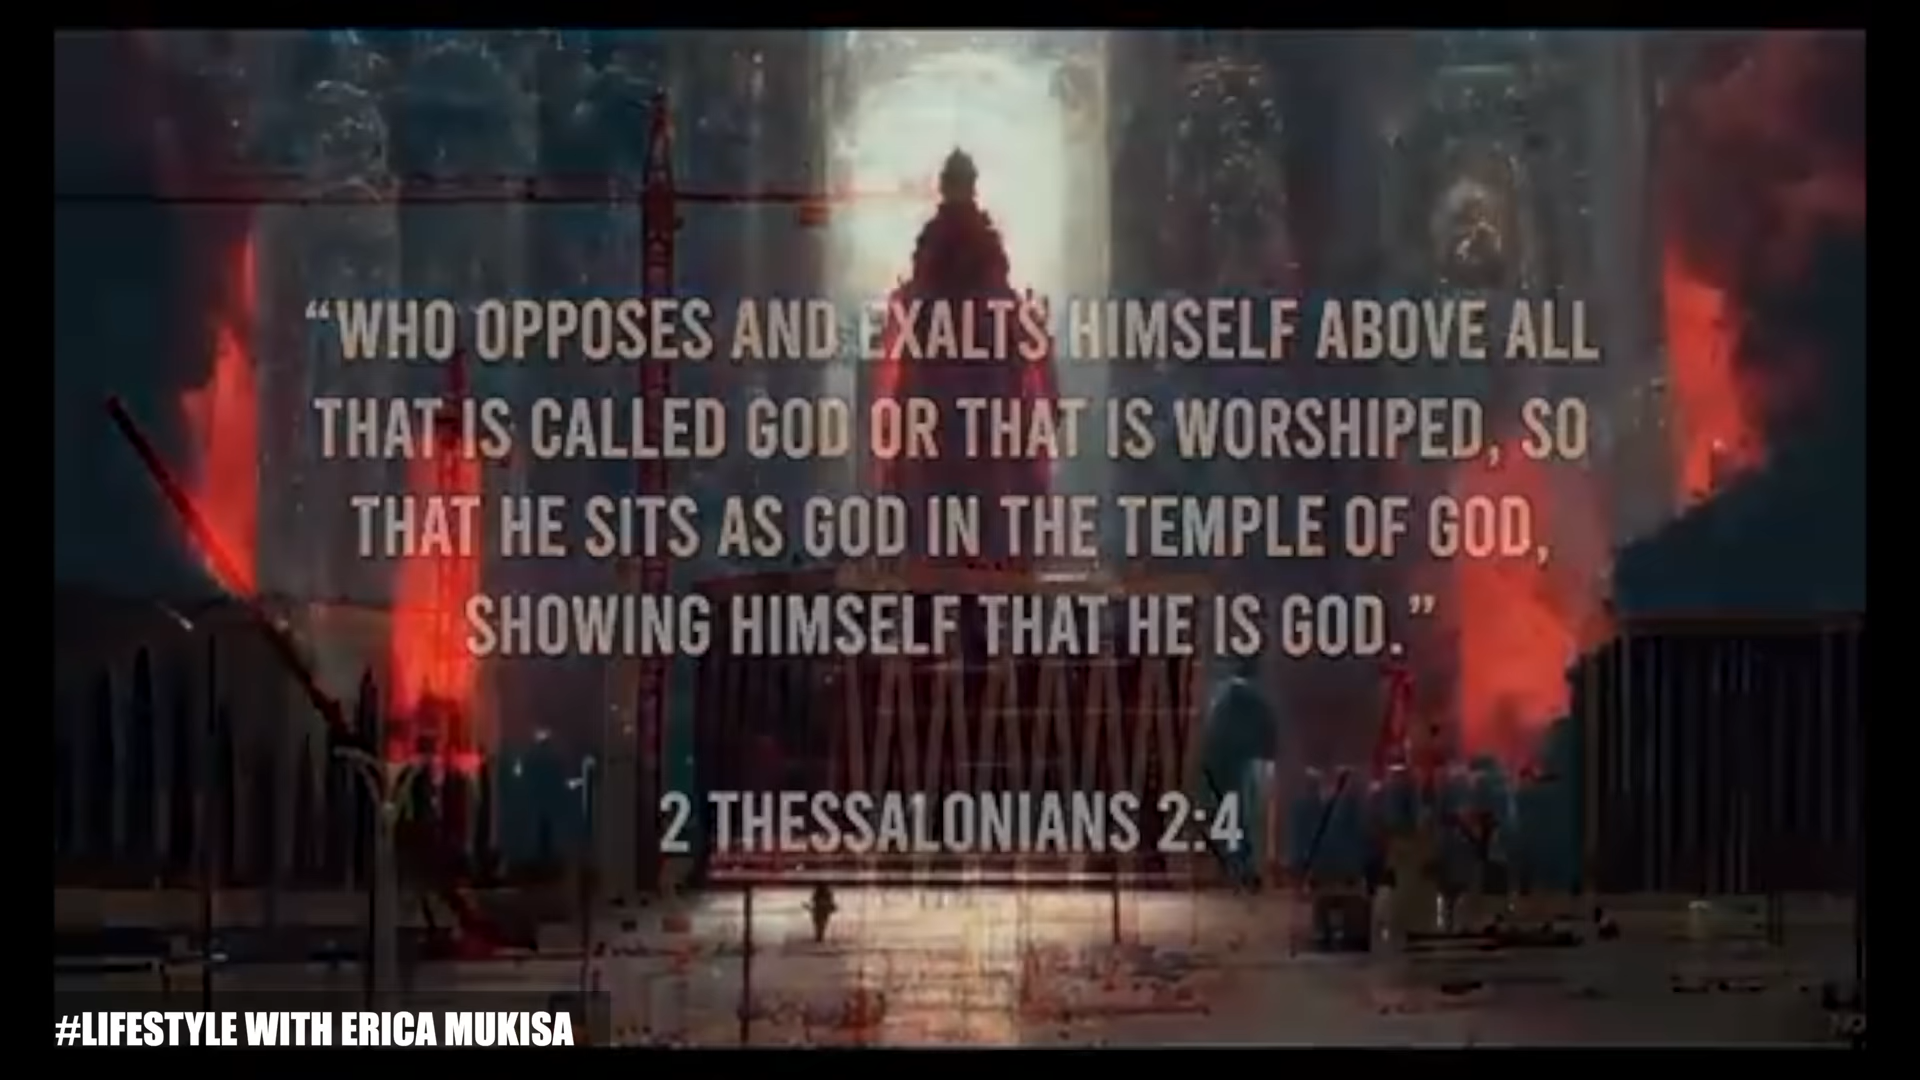 “WHO OPPOSES AND EXALTS HIMSELF ABOVE ALL
THAT IS CALLED GOD OR THAT IS WORSHIPED, SO
THAT HE SITS AS GOD IN THE TEMPLE OF GOD,
SHOWING HIMSELF THAT HE IS GOD.”
2 THESSALONIANS 2:4
#LIFESTYLE WITH ERICA MUKISA